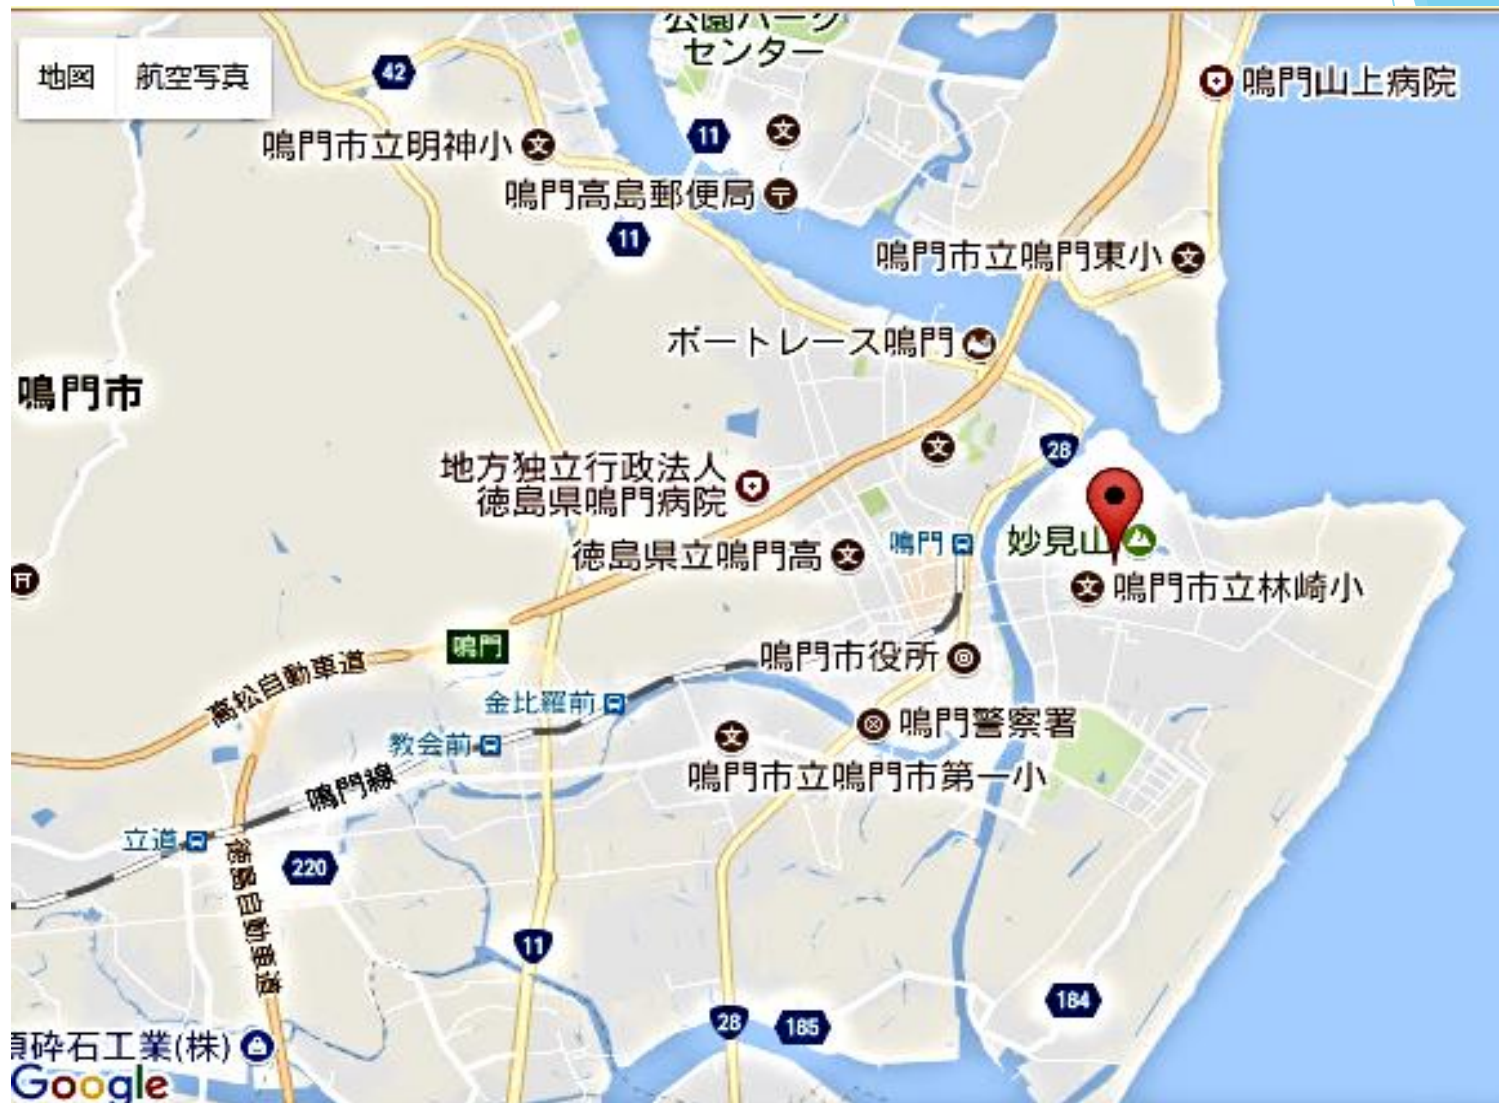 公園パーク
センター
地図
航空写真
42
鳴門山上病院
11
鳴門市立明神小
鳴門高島郵便局
11
鳴門市立鳴門東小
ボートレース鳴門
鳴門市
28
地方独立行政法人
徳島県鳴門病院
鳴門
妙見山
徳島県立鳴門高
鳴門市立林崎小
鳴門
鳴門市役所
高松自動車道
金比羅前
鳴門警察署
教会前
鳴門市立鳴門市第一小
鳴門線
立道
220
徳島自動車道
11
184
28
185
砕石工業(株)
Google